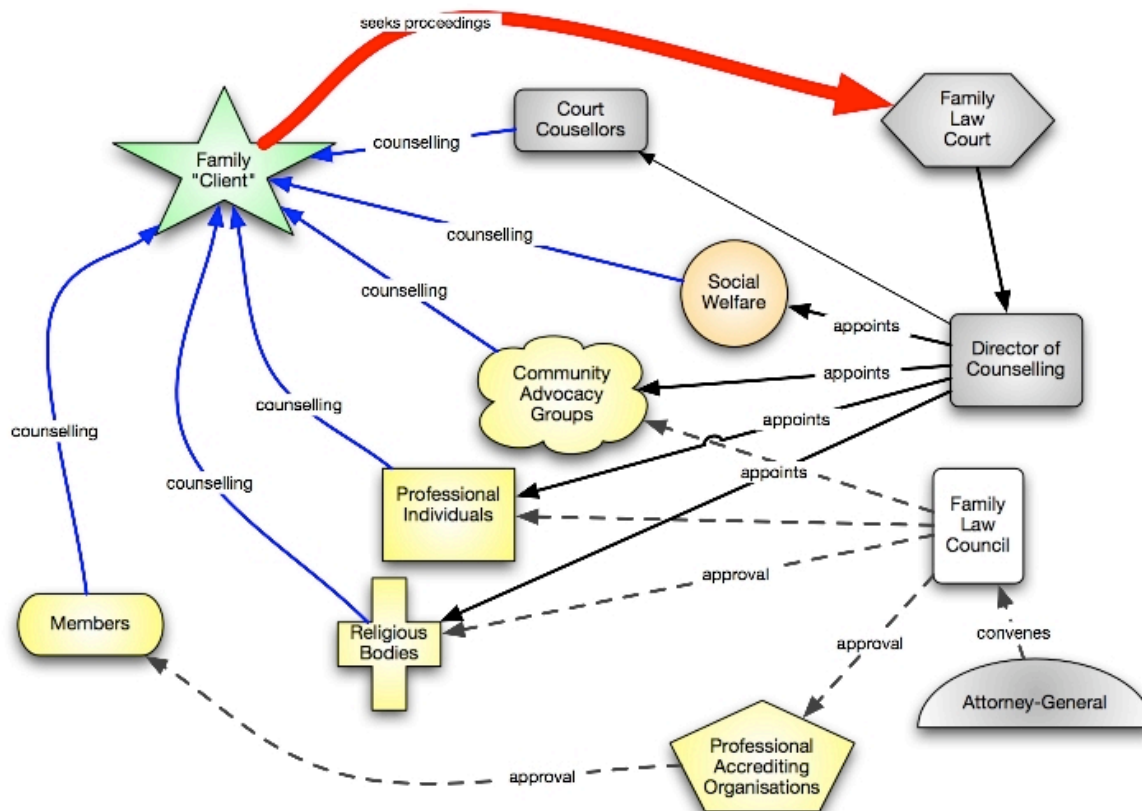 seeks proceedings
Family
Law
Court
Court
Cousellors
counselling
Family
"Client"
counselling
Social
Welfare
counselling
appoints
Director of
Counselling
Community
Advocacy
Groups
appoints
counselling
appoints
counselling
appoints
counselling
Professional
Individuals
Family
Law
Council
approval
Members
Religious
Bodies
convenes
approval
Attorney-General
Professional
Accrediting
Organisations
approval